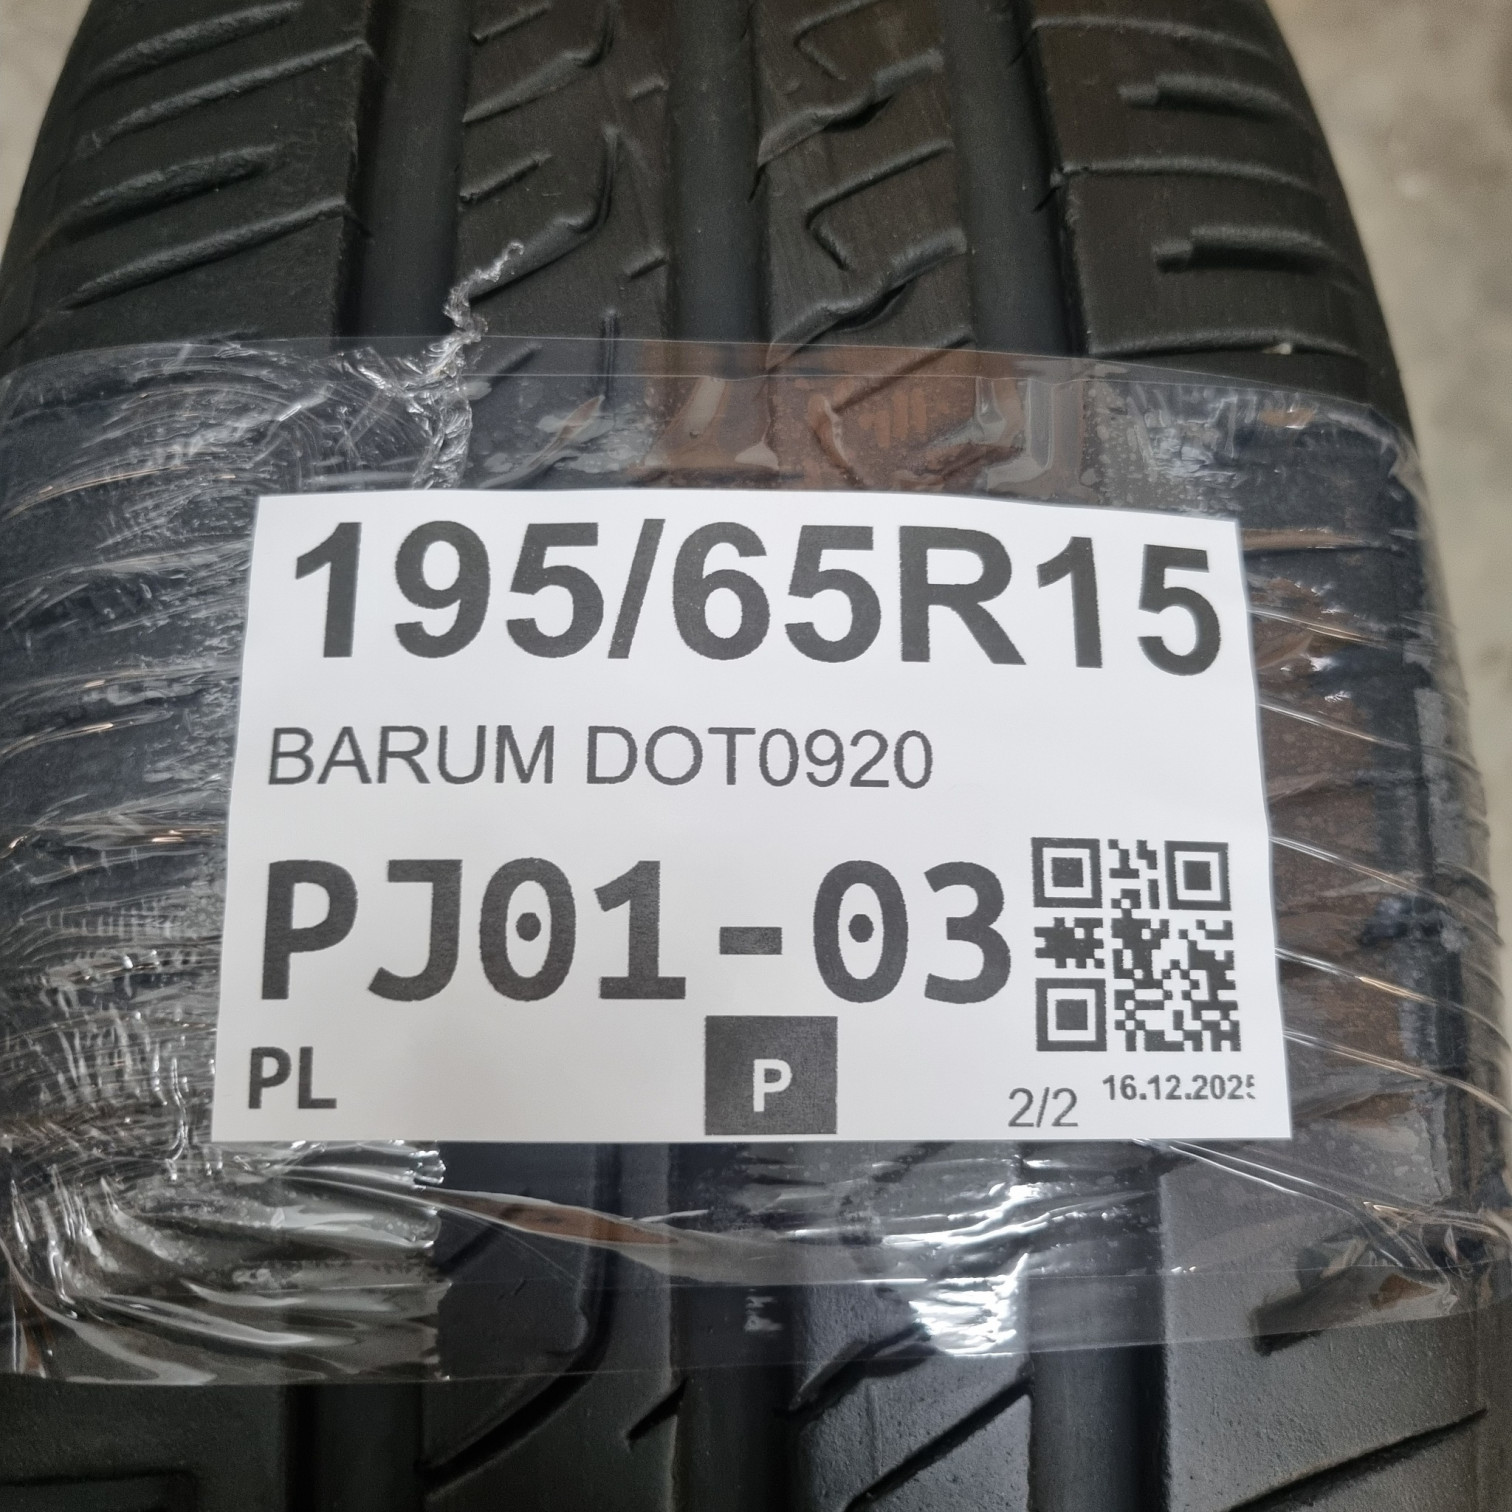 195/65R15
BARUM DOT0920
PJ01-03
PL P 2/2 16.12.2025